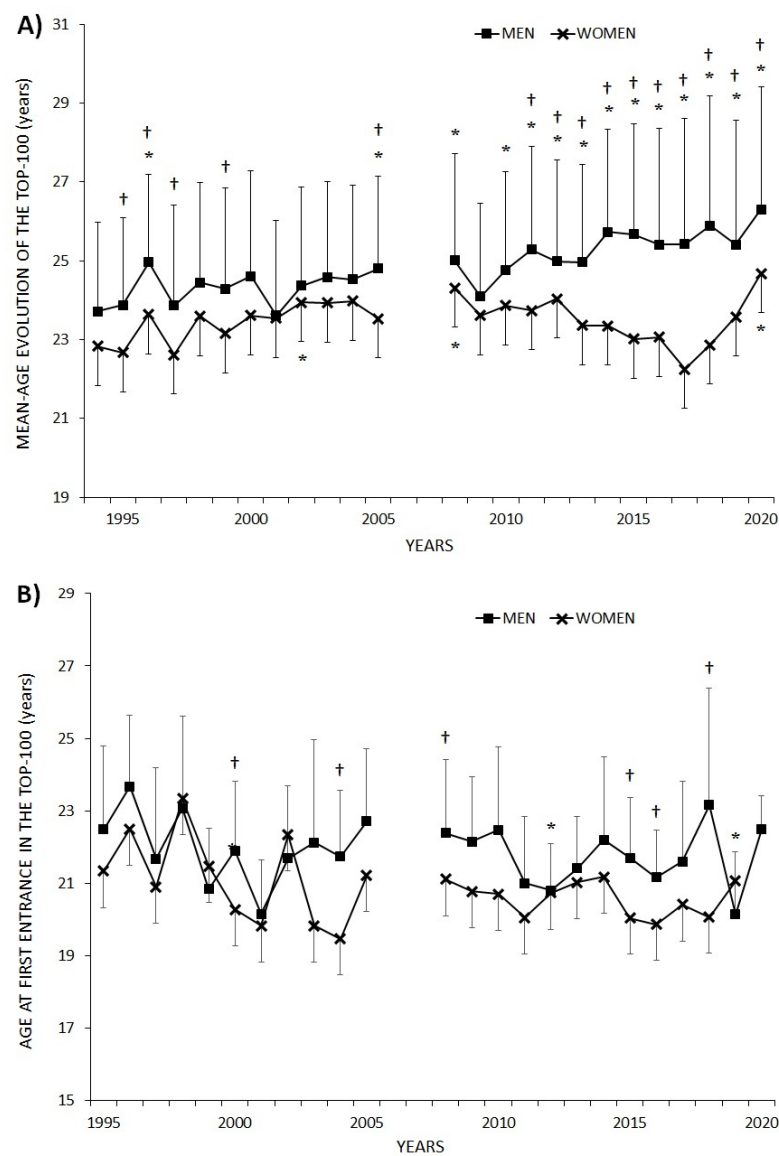 A)
MEN WOMEN
MEAN-AGE EVOLUTION OF THE TOP-100 (years)
31
29
27
25
23
21
19
† † † † † † † † † † † † † † †
* * * * * * * * * * * * * *
* * *
1995 2000 2005 2010 2015 2020
YEARS
B)
MEN WOMEN
AGE AT FIRST ENTRANCE IN THE TOP-100 (years)
29
27
25
23
21
19
17
15
† † † † † †
* * *
1995 2000 2005 2010 2015 2020
YEARS